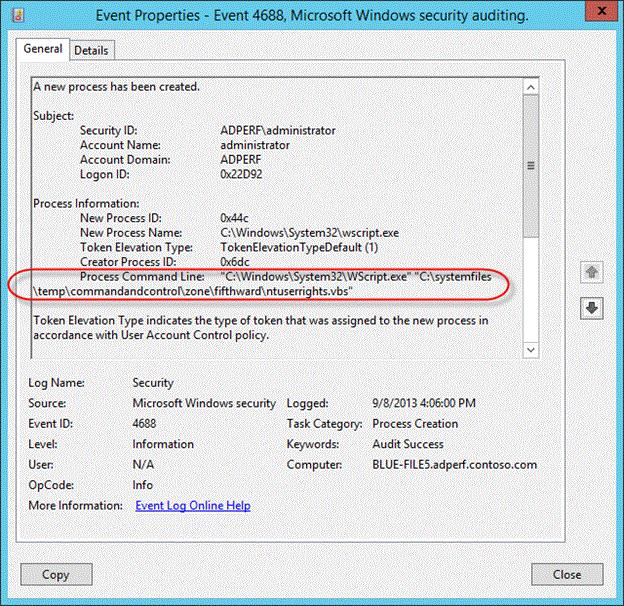 Event Properties - Event 4688, Microsoft Windows security auditing.
General Details
A new process has been created.
Subject:
Security ID: ADPERF\administrator
Account Name: administrator
Account Domain: ADPERF
Logon ID: 0x22D92
Process Information:
New Process ID: 0x44c
New Process Name: C:\Windows\System32\wscript.exe
Token Elevation Type: TokenElevationTypeDefault (1)
Creator Process ID: 0x6dc
Process Command Line: "C:\Windows\System32\WScript.exe" "C:\systemfiles
\temp\commandandcontrol\zone\fifthward\ntuserrights.vbs"
Token Elevation Type indicates the type of token that was assigned to the new process in
accordance with User Account Control policy.
Log Name: Security
Source: Microsoft Windows security Logged: 9/8/2013 4:06:00 PM
Event ID: 4688 Task Category: Process Creation
Level: Information Keywords: Audit Success
User: N/A Computer: BLUE-FILE5.adperf.contoso.com
OpCode: Info
More Information: Event Log Online Help
Copy Close